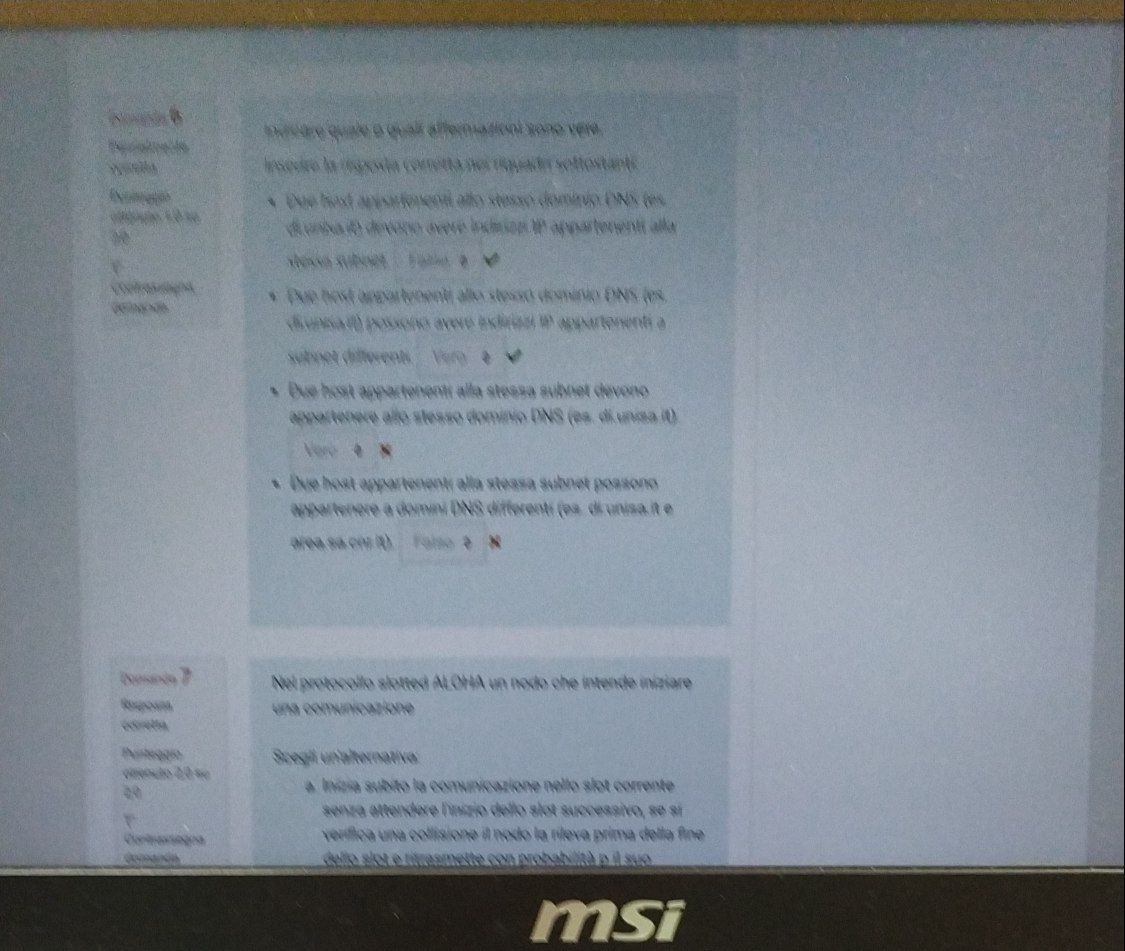 Domanda 6
Parzialmente
corretta
Punteggio
ottenuto 1,0 su
2,0
Contrassegna
domanda
Indicare quale o quali affermazioni sono vere.
Inserire la risposta corretta nei riquadri sottostanti
• Due host appartenenti allo stesso dominio DNS (es.
di.unisa.it) devono avere indirizzi IP appartenenti alla
stessa subnet. Falso
• Due host appartenenti allo stesso dominio DNS (es.
di.unisa.it) possono avere indirizzi IP appartenenti a
subnet differenti. Vero
• Due host appartenenti alla stessa subnet devono
appartenere allo stesso dominio DNS (es. di.unisa.it).
Vero
• Due host appartenenti alla stessa subnet possono
appartenere a domini DNS differenti (es. di.unisa.it e
area.sa.cnr.it). Falso
Domanda 7
Risposta
corretta
Punteggio
ottenuto 2,0 su
2,0
Contrassegna
domanda
Nel protocollo slotted ALOHA un nodo che intende iniziare
una comunicazione
Scegli un'alternativa:
a. Inizia subito la comunicazione nello slot corrente
senza attendere l'inizio dello slot successivo, se si
verifica una collisione il nodo la rileva prima della fine
dello slot e ritrasmette con probabilità p il suo
msi